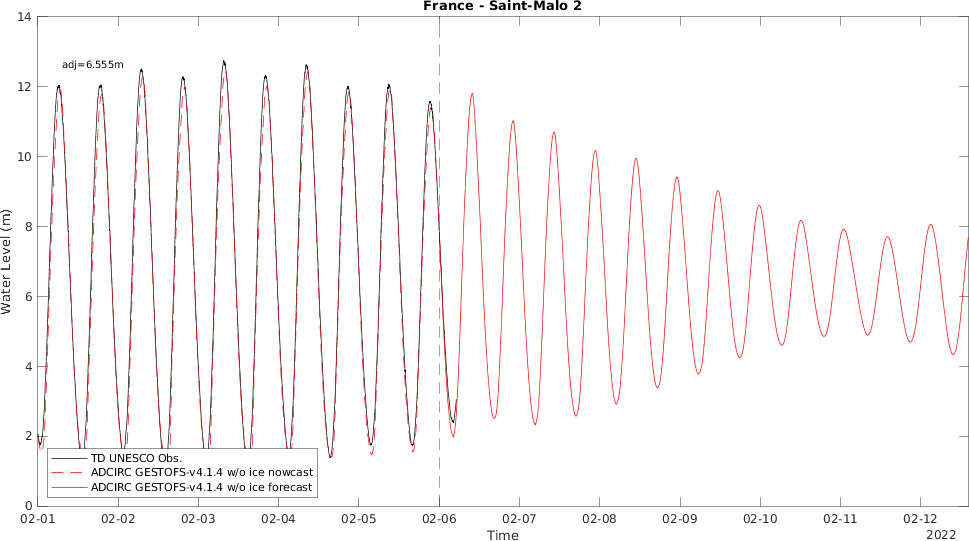 France - Saint-Malo 2
14
adj=6.555m
12
10
8
6
4
2
0
Water Level (m)
TD UNESCO Obs.
ADCIRC GESTOFS-v4.1.4 w/o ice nowcast
ADCIRC GESTOFS-v4.1.4 w/o ice forecast
02-01 02-02 02-03 02-04 02-05 02-06 02-07 02-08 02-09 02-10 02-11 02-12
Time
2022